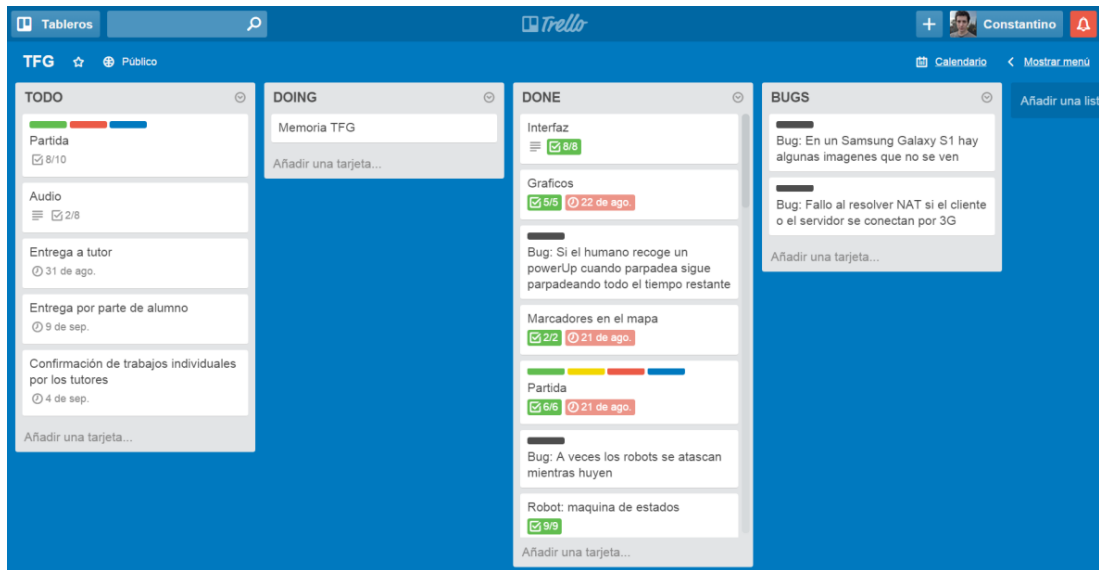 Tableros
Trello
Constantino
TFG
Público
Calendario
Mostrar menú
TODO
Partida
8/10
Audio
2/8
Entrega a tutor
31 de ago.
Entrega por parte de alumno
9 de sep.
Confirmación de trabajos individuales
por los tutores
4 de sep.
Añadir una tarjeta...
DOING
Memoria TFG
Añadir una tarjeta...
DONE
Interfaz
8/8
Graficos
5/5 22 de ago.
Bug: Si el humano recoge un
powerUp cuando parpadea sigue
parpadeando todo el tiempo restante
Marcadores en el mapa
2/2 21 de ago.
Partida
6/6 21 de ago.
Bug: A veces los robots se atascan
mientras huyen
Robot: maquina de estados
9/9
Añadir una tarjeta...
BUGS
Bug: En un Samsung Galaxy S1 hay
algunas imagenes que no se ven
Bug: Fallo al resolver NAT si el cliente
o el servidor se conectan por 3G
Añadir una tarjeta...
Añadir una list